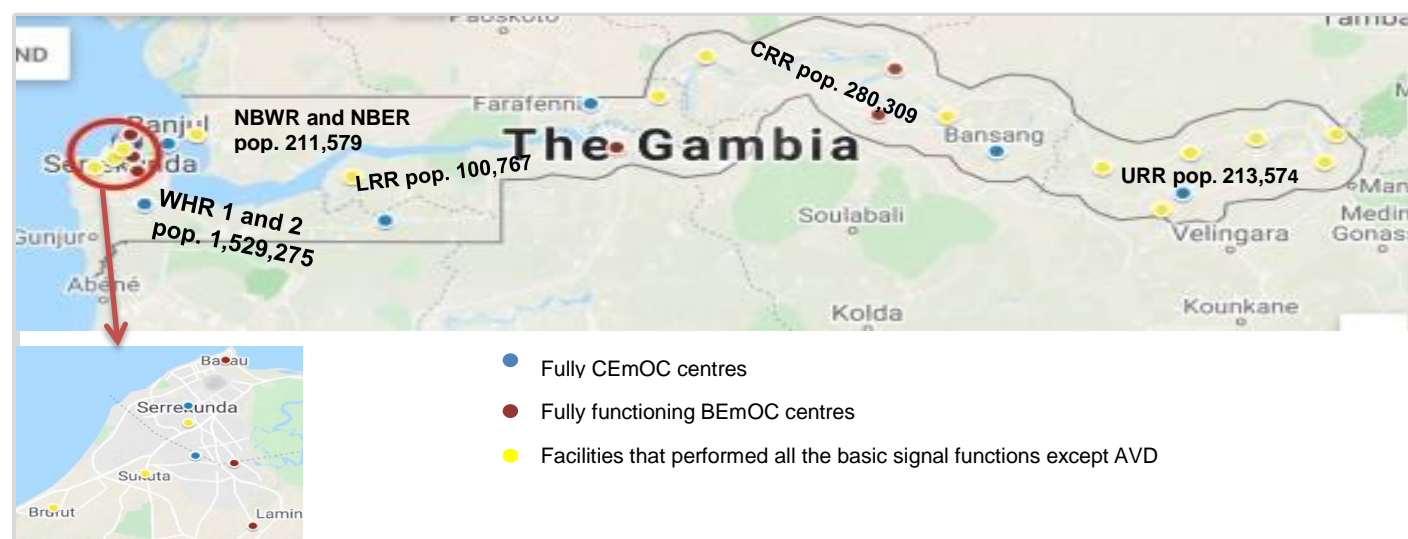 Paoskoto
Tamba
ND
CRR pop. 280,309
Farafenni
NBWR and NBER
pop. 211,579
Banjul
The Gambia
Bansang
Serrekunda
LRR pop. 100,767
URR pop. 213,574
WHR 1 and 2
pop. 1,529,275
Man
Soulabali
Medin
Gonas
Gunjur
Velingara
Abéné
Kolda
Kounkane
Bakau
Serrekunda
Sukuta
Brufut
Lamin
Fully CEmOC centres
Fully functioning BEmOC centres
Facilities that performed all the basic signal functions except AVD